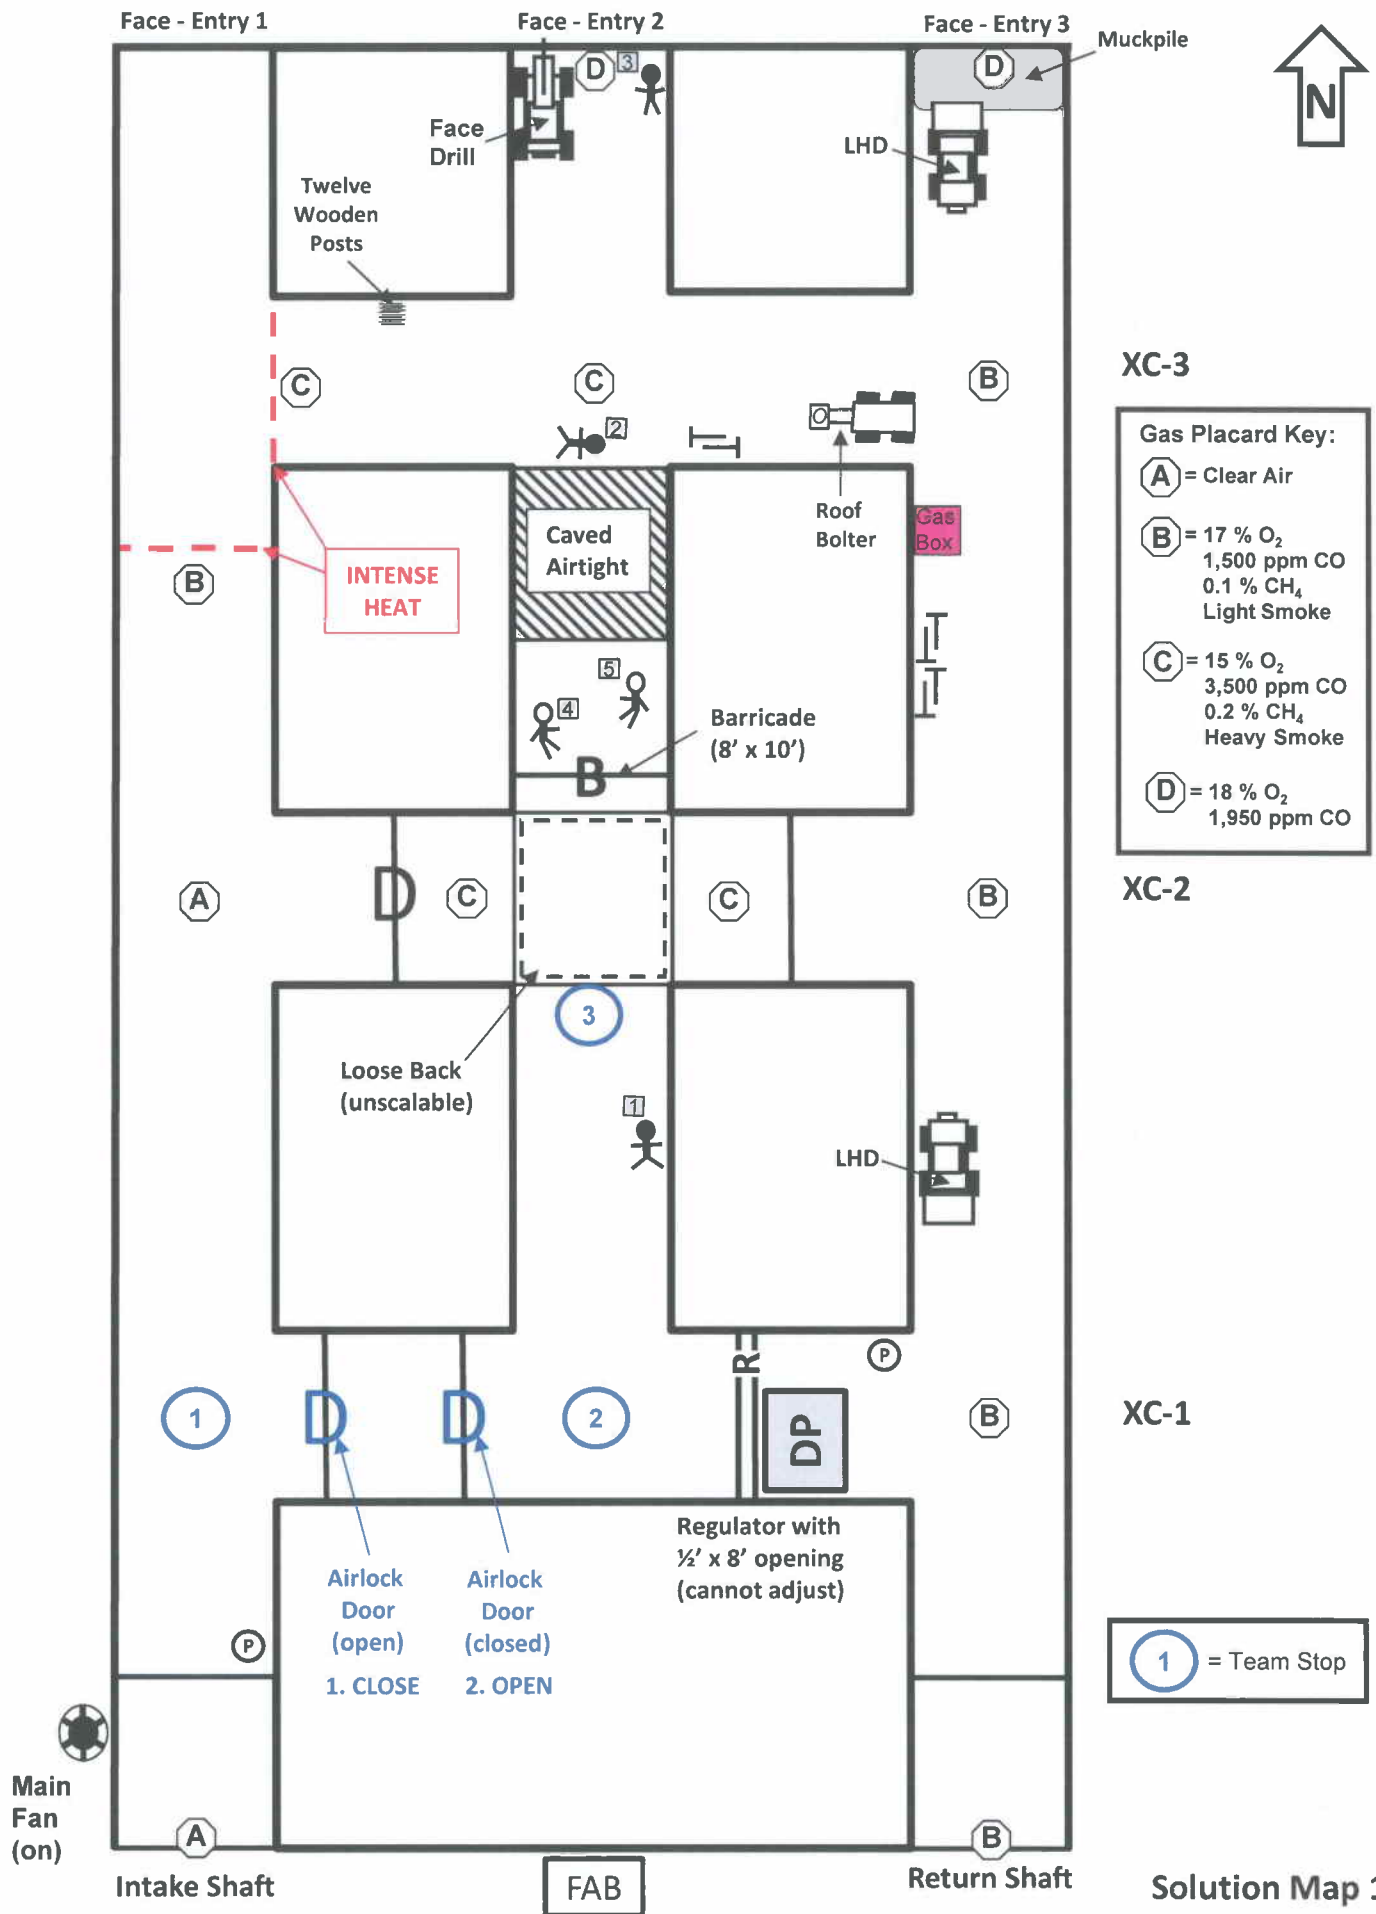 Face - Entry 1
Face - Entry 2
Face - Entry 3
Muckpile
N
D
3
D
Face
Drill
LHD
Twelve
Wooden
Posts
XC-3
C
C
B
2
Gas Placard Key:
A = Clear Air
B = 17 % O₂
1,500 ppm CO
0.1 % CH₄
Light Smoke
C = 15 % O₂
3,500 ppm CO
0.2 % CH₄
Heavy Smoke
D = 18 % O₂
1,950 ppm CO
Roof
Bolter
Gas
Box
Caved
Airtight
INTENSE
HEAT
B
5
4
Barricade
(8' x 10')
B
XC-2
A
D
C
C
B
3
Loose Back
(unscalable)
1
LHD
P
R
XC-1
1
D
D
2
DP
B
Regulator with
½' x 8' opening
(cannot adjust)
Airlock
Door
(open)
1. CLOSE
Airlock
Door
(closed)
2. OPEN
P
1 = Team Stop
Main
Fan
(on)
A
B
Intake Shaft
FAB
Return Shaft
Solution Map 1